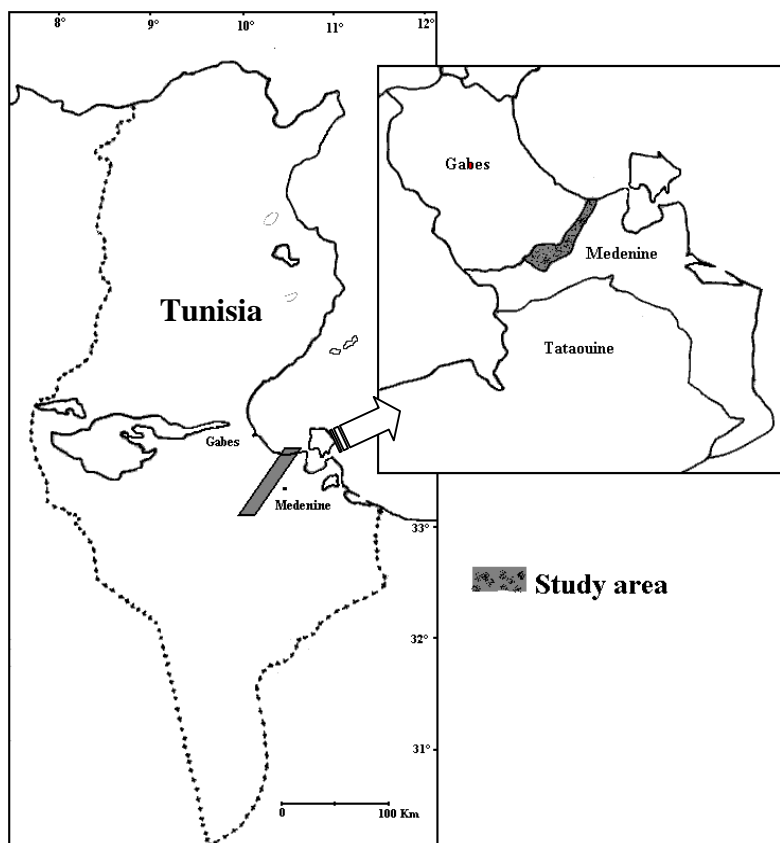 8° 9° 10° 11° 12°
Gabes
Medenine
Tunisia
Tataouine
Gabes
Medenine
33°
Study area
32°
31°
0 100 Km